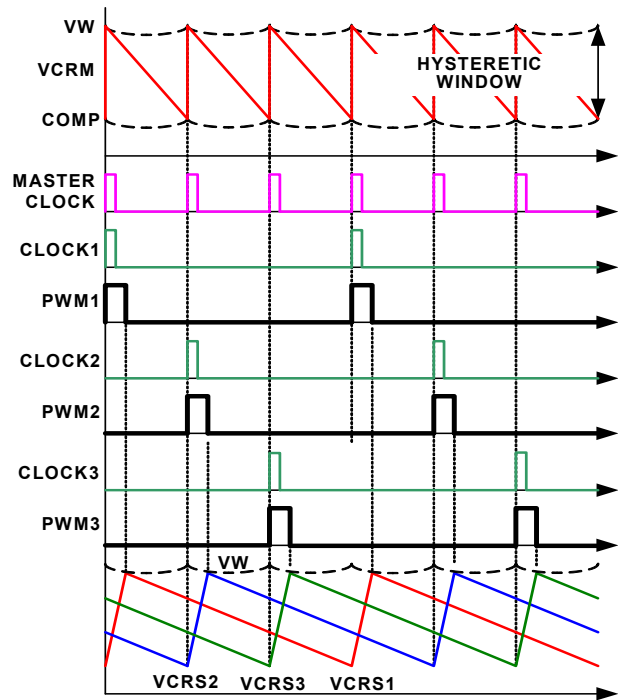 VW
VCRM
HYSTERETIC
WINDOW
COMP
MASTER
CLOCK
CLOCK1
PWM1
CLOCK2
PWM2
CLOCK3
PWM3
VW
VCRS2 VCRS3 VCRS1